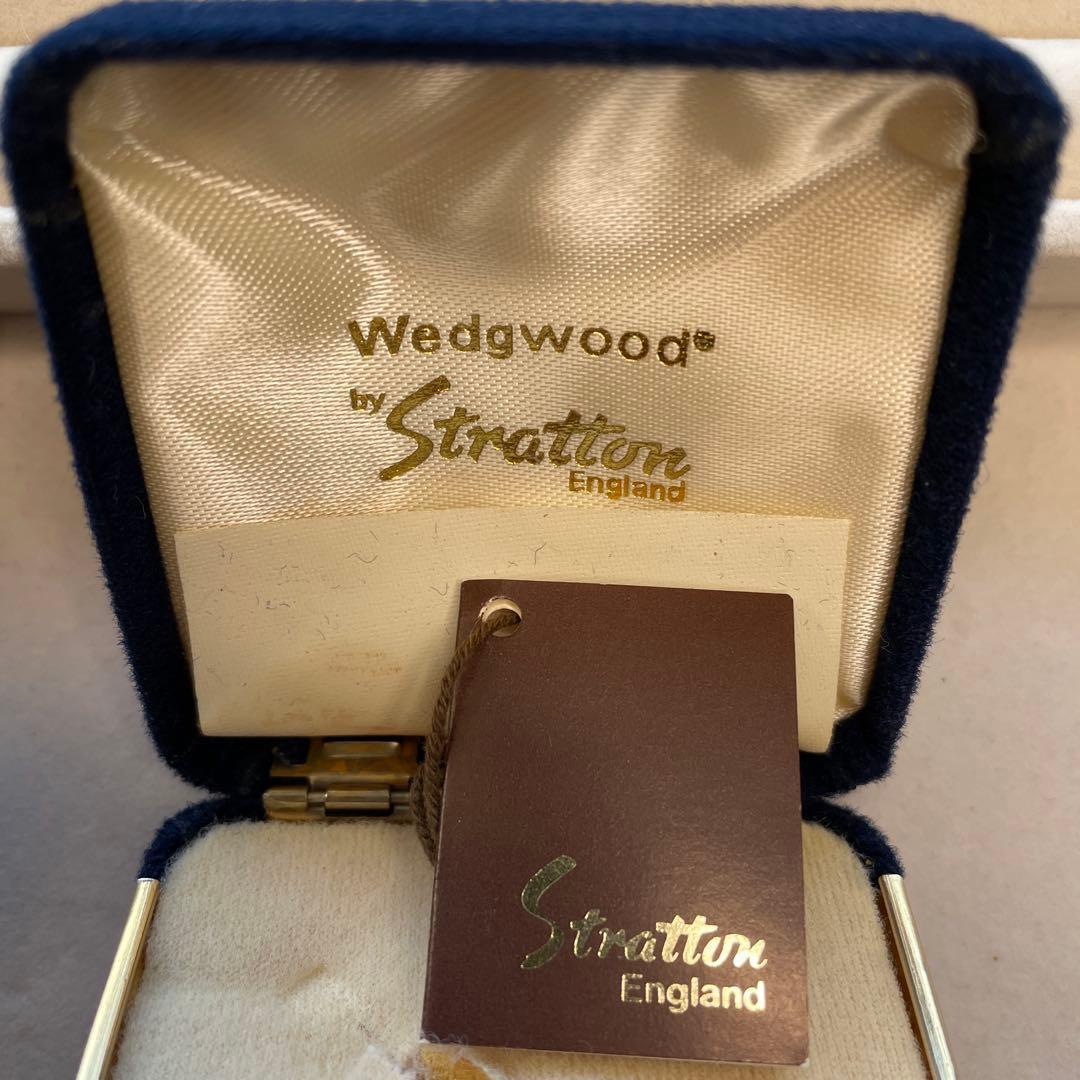 Wedgwood®
by Stratton
England
Stratton
England